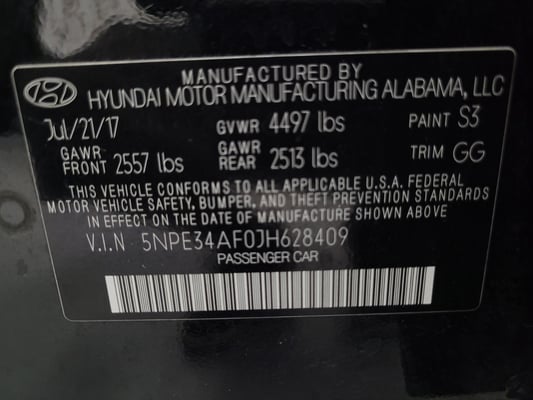 MANUFACTURED BY
HYUNDAI MOTOR MANUFACTURING ALABAMA, LLC
Jul/21/17 GVWR 4497 lbs PAINT S3
GAWR FRONT 2557 lbs GAWR REAR 2513 lbs TRIM GG
THIS VEHICLE CONFORMS TO ALL APPLICABLE U.S.A. FEDERAL
MOTOR VEHICLE SAFETY, BUMPER, AND THEFT PREVENTION STANDARDS
IN EFFECT ON THE DATE OF MANUFACTURE SHOWN ABOVE
V.I.N 5NPE34AF0JH628409
PASSENGER CAR